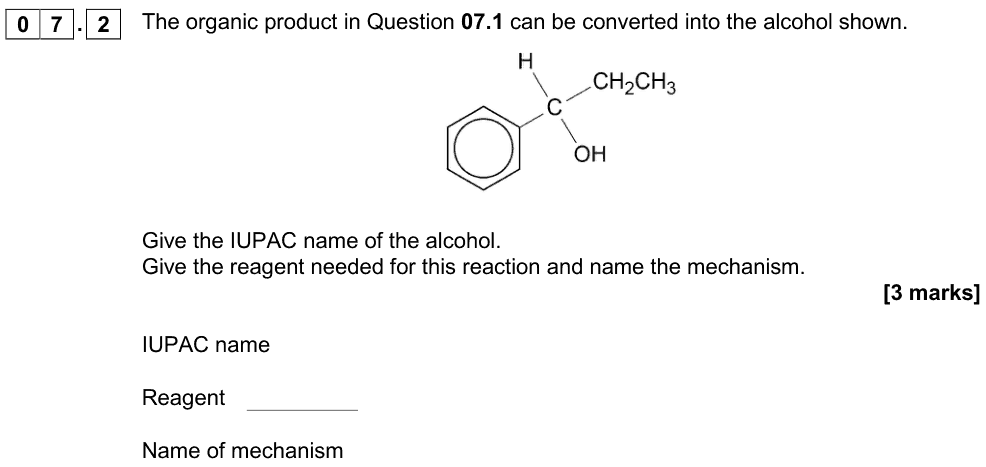 07.2 The organic product in Question 07.1 can be converted into the alcohol shown.
H
CH₂CH₃
C
OH
Give the IUPAC name of the alcohol.
Give the reagent needed for this reaction and name the mechanism.
[3 marks]
IUPAC name
Reagent
Name of mechanism